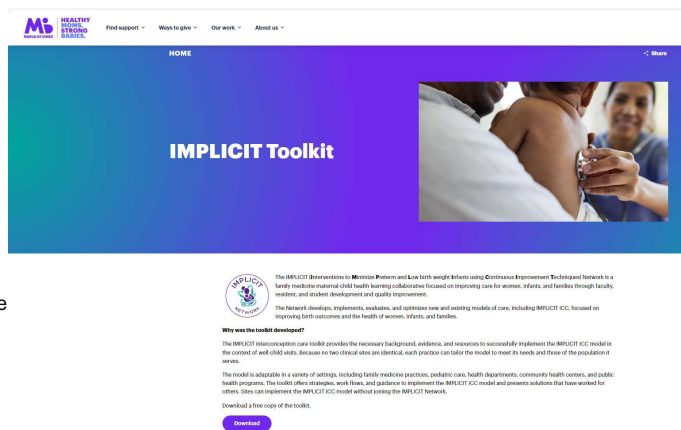 MARCH OF DIMES
HEALTHY
MOMS.
STRONG
BABIES.
Find support
Ways to give
Our work
About us
HOME
Share
IMPLICIT Toolkit
e
IMPLICIT
NETWORK
The IMPLICIT (Interventions to Minimize Preterm and Low birth weight Infants using Continuous Improvement Techniques) Network is a
family medicine maternal-child health learning collaborative focused on improving care for women, infants, and families through faculty,
resident, and student development and quality improvement.
The Network develops, implements, evaluates, and optimizes new and existing models of care, including IMPLICIT ICC, focused on
improving birth outcomes and the health of women, infants, and families.
Why was the toolkit developed?
The IMPLICIT interconception care toolkit provides the necessary background, evidence, and resources to successfully implement the IMPLICIT ICC model in
the context of well-child visits. Because no two clinical sites are identical, each practice can tailor the model to meet its needs and those of the population it
serves.
The model is adaptable in a variety of settings, including family medicine practices, pediatric care, health departments, community health centers, and public
health programs. The toolkit offers strategies, work flows, and guidance to implement the IMPLICIT ICC model and presents solutions that have worked for
others. Sites can implement the IMPLICIT ICC model without joining the IMPLICIT Network.
Download a free copy of the toolkit.
Download